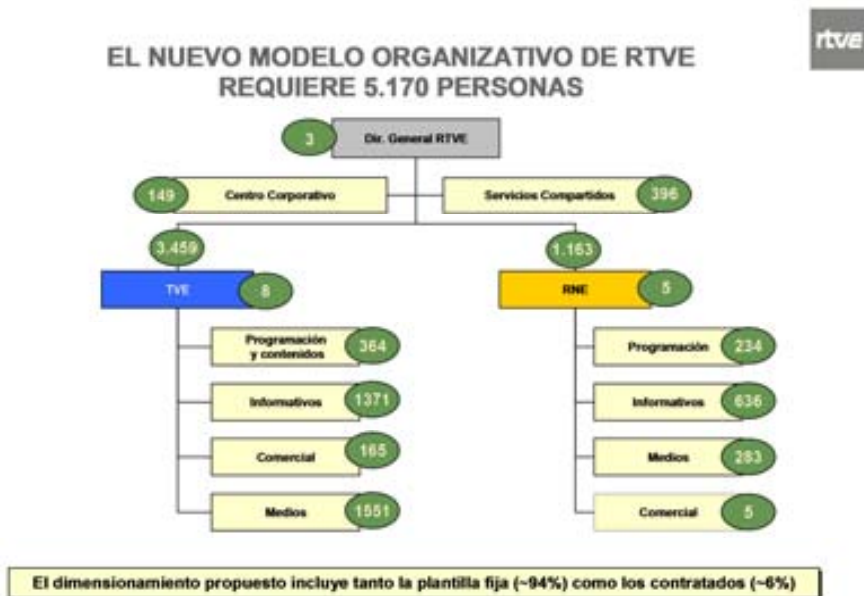 rtve
EL NUEVO MODELO ORGANIZATIVO DE RTVE
REQUIERE 5.170 PERSONAS
3
Dir. General RTVE
149
Centro Corporativo
Servicios Compartidos
396
3.459
1.163
TVE
8
RNE
5
Programación
y contenidos
364
Programación
234
Informativos
1371
Informativos
636
Comercial
165
Medios
283
Medios
1551
Comercial
5
El dimensionamiento propuesto incluye tanto la plantilla fija (~94%) como los contratados (~6%)